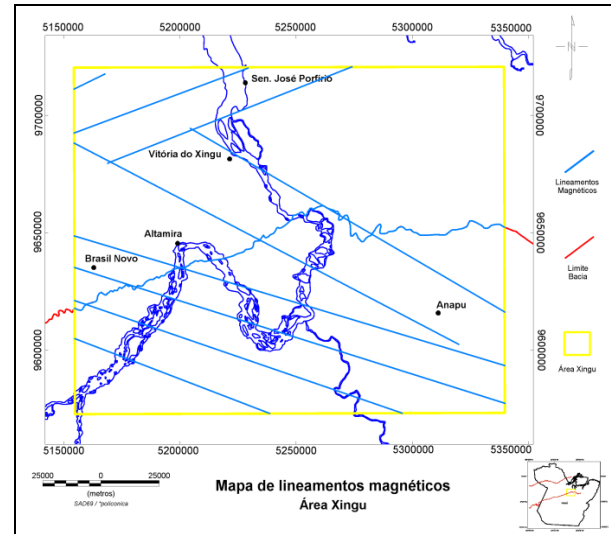 5150000 5200000 5250000 5300000 5350000
N
Sen. José Porfírio
9700000
9700000
Vitória do Xingu
Lineamentos
Magnéticos
Altamira
9650000
9650000
Brasil Novo
Limite
Bacia
Anapu
9600000
9600000
Área Xingu
5150000 5200000 5250000 5300000 5350000
25000 0 25000
(metros)
SAD69 / *policonica
Mapa de lineamentos magnéticos
Área Xingu